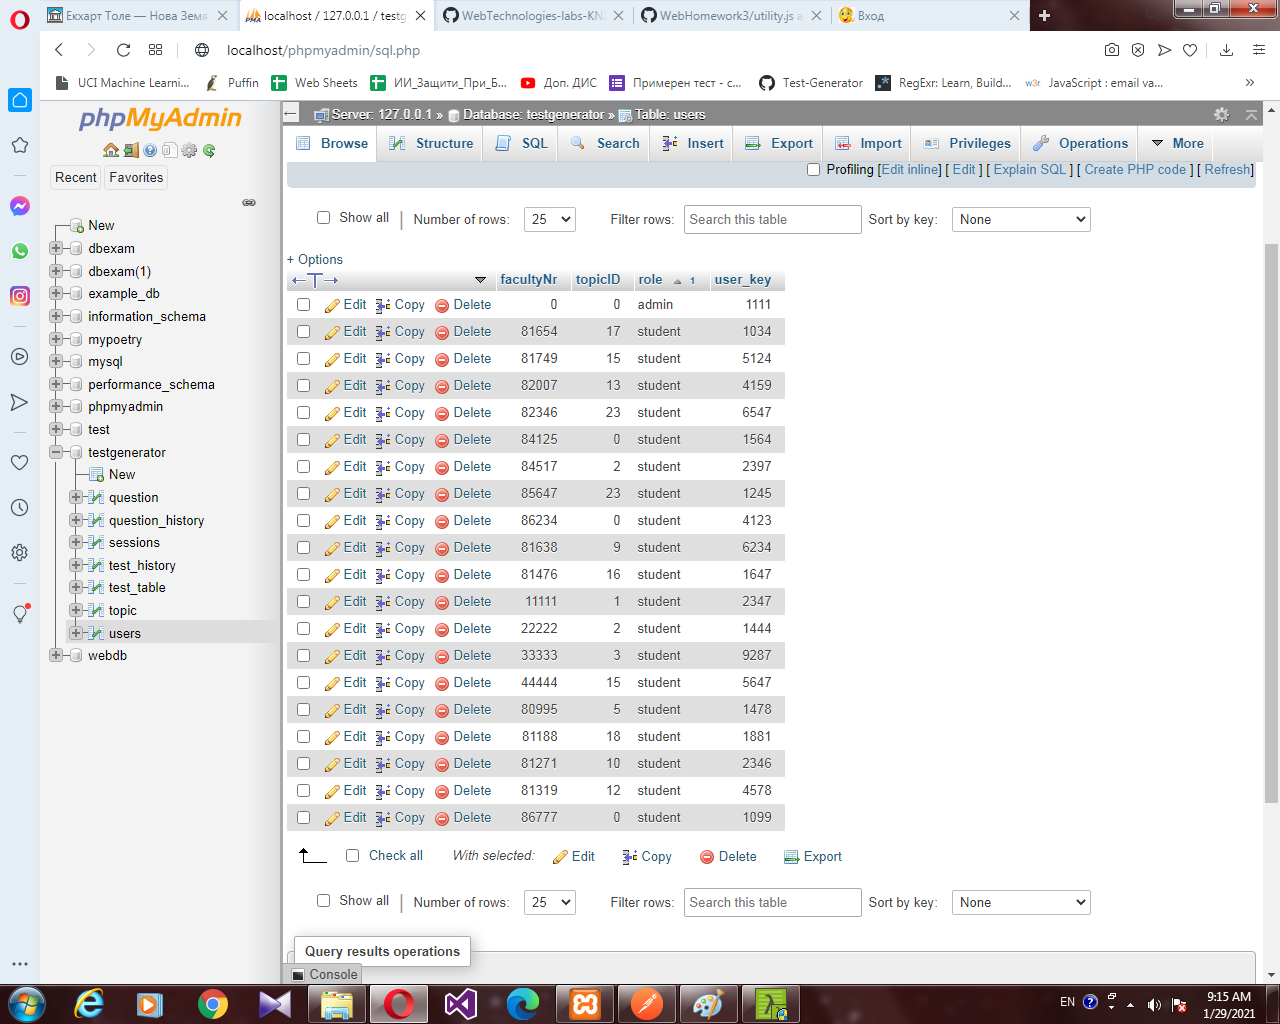 Екхарт Толе — Нова Земя
localhost / 127.0.0.1 / testg
WebTechnologies-labs-KN
WebHomework3/utility.js a
Вход
localhost/phpmyadmin/sql.php
UCI Machine Learni...
Puffin
Web Sheets
ИИ_Защити_При_Б...
Доп. ДИС
Примерен тест - с...
Test-Generator
RegExr: Learn, Build...
w3r JavaScript : email va...
phpMyAdmin
Recent Favorites
New
dbexam
dbexam(1)
example_db
information_schema
mypoetry
mysql
performance_schema
phpmyadmin
test
testgenerator
New
question
question_history
sessions
test_history
test_table
topic
users
webdb
Server: 127.0.0.1 » Database: testgenerator » Table: users
Browse Structure SQL Search Insert Export Import Privileges Operations More
Profiling [Edit inline] [ Edit ] [ Explain SQL ] [ Create PHP code ] [ Refresh]
Show all Number of rows: 25 Filter rows: Search this table Sort by key: None
+ Options
facultyNr topicID role 1 user_key
Edit Copy Delete 0 0 admin 1111
Edit Copy Delete 81654 17 student 1034
Edit Copy Delete 81749 15 student 5124
Edit Copy Delete 82007 13 student 4159
Edit Copy Delete 82346 23 student 6547
Edit Copy Delete 84125 0 student 1564
Edit Copy Delete 84517 2 student 2397
Edit Copy Delete 85647 23 student 1245
Edit Copy Delete 86234 0 student 4123
Edit Copy Delete 81638 9 student 6234
Edit Copy Delete 81476 16 student 1647
Edit Copy Delete 11111 1 student 2347
Edit Copy Delete 22222 2 student 1444
Edit Copy Delete 33333 3 student 9287
Edit Copy Delete 44444 15 student 5647
Edit Copy Delete 80995 5 student 1478
Edit Copy Delete 81188 18 student 1881
Edit Copy Delete 81271 10 student 2346
Edit Copy Delete 81319 12 student 4578
Edit Copy Delete 86777 0 student 1099
Check all With selected: Edit Copy Delete Export
Show all Number of rows: 25 Filter rows: Search this table Sort by key: None
Query results operations
Console
EN
9:15 AM
1/29/2021